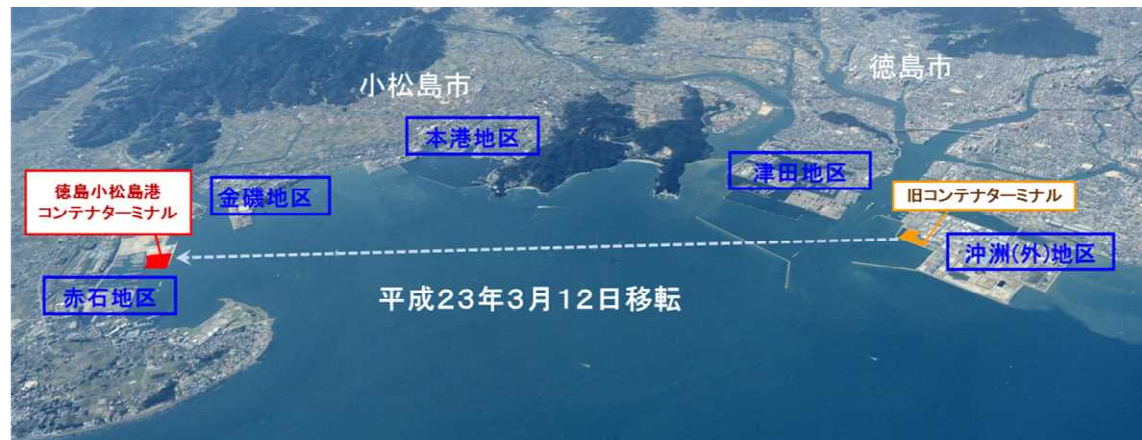 小松島市
徳島市
本港地区
津田地区
徳島小松島港
コンテナターミナル
金磯地区
旧コンテナターミナル
沖洲(外)地区
赤石地区
平成23年3月12日移転